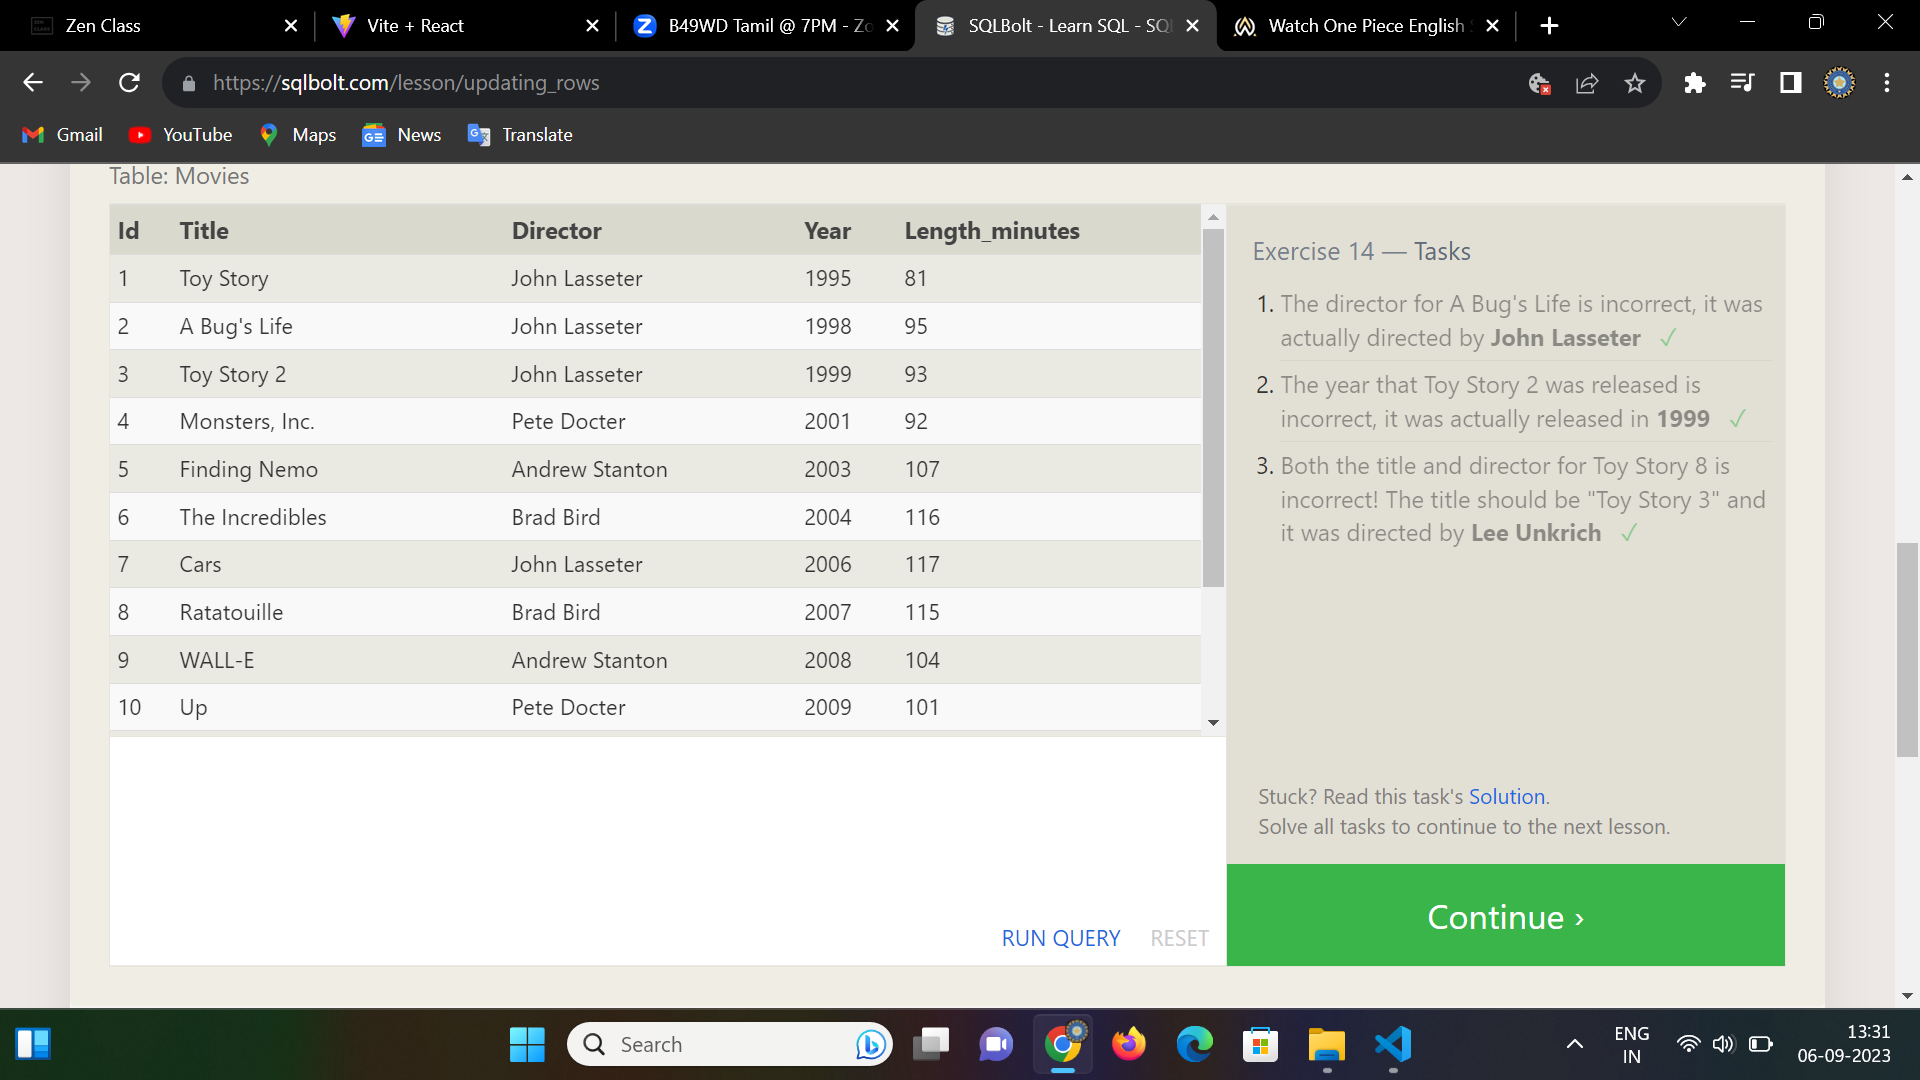 Zen Class
Vite + React
B49WD Tamil @ 7PM - Zo
SQLBolt - Learn SQL - SQ
Watch One Piece English
https://sqlbolt.com/lesson/updating_rows
Gmail
YouTube
Maps
News
Translate
Table: Movies
Id Title Director Year Length_minutes
1 Toy Story John Lasseter 1995 81
2 A Bug's Life John Lasseter 1998 95
3 Toy Story 2 John Lasseter 1999 93
4 Monsters, Inc. Pete Docter 2001 92
5 Finding Nemo Andrew Stanton 2003 107
6 The Incredibles Brad Bird 2004 116
7 Cars John Lasseter 2006 117
8 Ratatouille Brad Bird 2007 115
9 WALL-E Andrew Stanton 2008 104
10 Up Pete Docter 2009 101
RUN QUERY RESET
Exercise 14 — Tasks
1. The director for A Bug's Life is incorrect, it was
actually directed by John Lasseter ✓
2. The year that Toy Story 2 was released is
incorrect, it was actually released in 1999 ✓
3. Both the title and director for Toy Story 8 is
incorrect! The title should be "Toy Story 3" and
it was directed by Lee Unkrich ✓
Stuck? Read this task's Solution.
Solve all tasks to continue to the next lesson.
Continue ›
Search
ENG
IN
13:31
06-09-2023